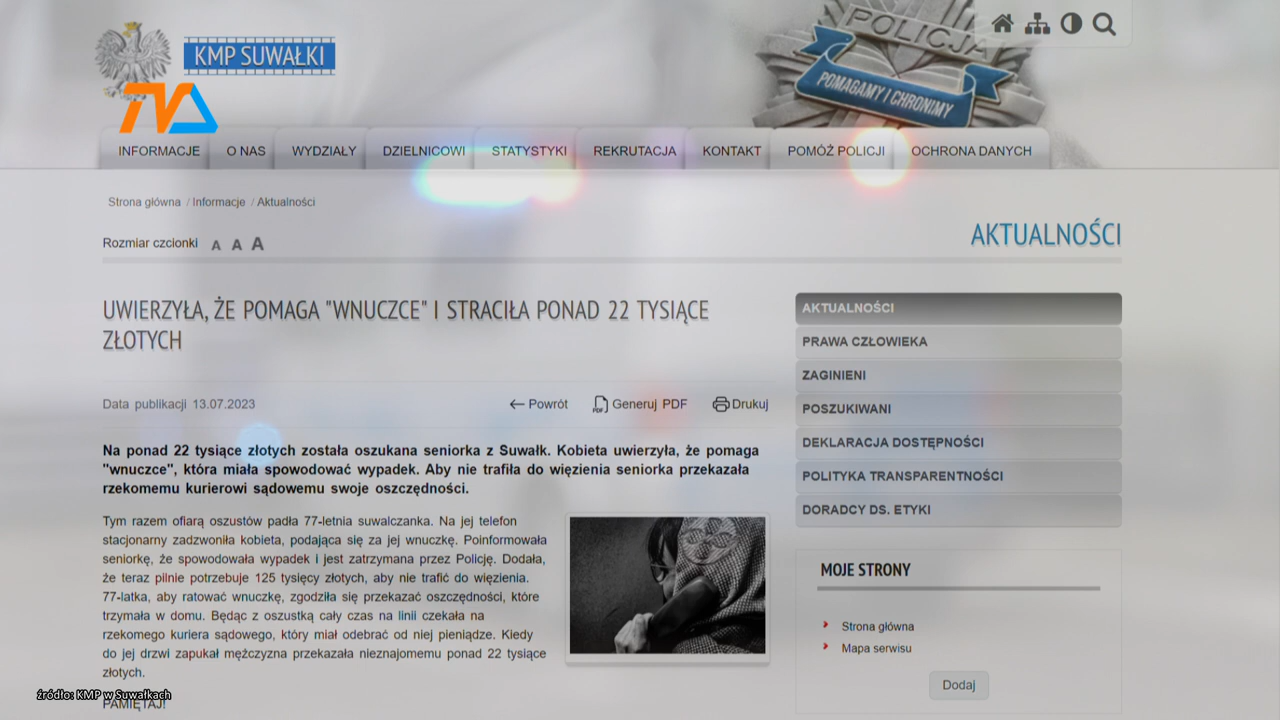 POLICJA
KMP SUWAŁKI
POMAGAMY I CHRONIMY
TVA
INFORMACJE O NAS WYDZIAŁY DZIELNICOWI STATYSTYKI REKRUTACJA KONTAKT POMÓŻ POLICJI OCHRONA DANYCH
Strona główna / Informacje / Aktualności
AKTUALNOŚCI
Rozmiar czcionki A A A
UWIERZYŁA, ŻE POMAGA "WNUCZCE" I STRACIŁA PONAD 22 TYSIĄCE
ZŁOTYCH
Data publikacji 13.07.2023 Powrót PDF Generuj PDF Drukuj
Na ponad 22 tysiące złotych została oszukana seniorka z Suwałk. Kobieta uwierzyła, że pomaga
"wnuczce", która miała spowodować wypadek. Aby nie trafiła do więzienia seniorka przekazała
rzekomemu kurierowi sądowemu swoje oszczędności.
Tym razem ofiarą oszustów padła 77-letnia suwalczanka. Na jej telefon
stacjonarny zadzwoniła kobieta, podająca się za jej wnuczkę. Poinformowała
seniorkę, że spowodowała wypadek i jest zatrzymana przez Policję. Dodała,
że teraz pilnie potrzebuje 125 tysięcy złotych, aby nie trafić do więzienia.
77-latka, aby ratować wnuczkę, zgodziła się przekazać oszczędności, które
trzymała w domu. Będąc z oszustką cały czas na linii czekała na
rzekomego kuriera sądowego, który miał odebrać od niej pieniądze. Kiedy
do jej drzwi zapukał mężczyzna przekazała nieznajomemu ponad 22 tysiące
złotych.
PAMIĘTAJ!
AKTUALNOŚCI
PRAWA CZŁOWIEKA
ZAGINIENI
POSZUKIWANI
DEKLARACJA DOSTĘPNOŚCI
POLITYKA TRANSPARENTNOŚCI
DORADCY DS. ETYKI
MOJE STRONY
Strona główna
Mapa serwisu
Dodaj
źródło: KMP w Suwałkach